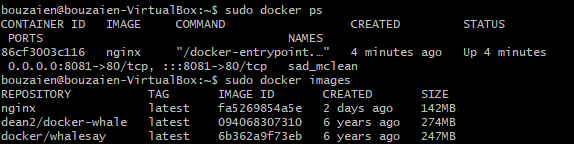 bouzaien@bouzaien-VirtualBox:~$ sudo docker ps
CONTAINER ID   IMAGE     COMMAND                  CREATED         STATUS
 PORTS                                   NAMES
86cf3003c116   nginx     "/docker-entrypoint.…"   4 minutes ago   Up 4 minutes
 0.0.0.0:8081->80/tcp, :::8081->80/tcp   sad_mclean
bouzaien@bouzaien-VirtualBox:~$ sudo docker images
REPOSITORY           TAG       IMAGE ID       CREATED       SIZE
nginx                latest    fa5269854a5e   2 days ago    142MB
dean2/docker-whale   latest    094068307310   6 years ago   274MB
docker/whalesay      latest    6b362a9f73eb   6 years ago   247MB